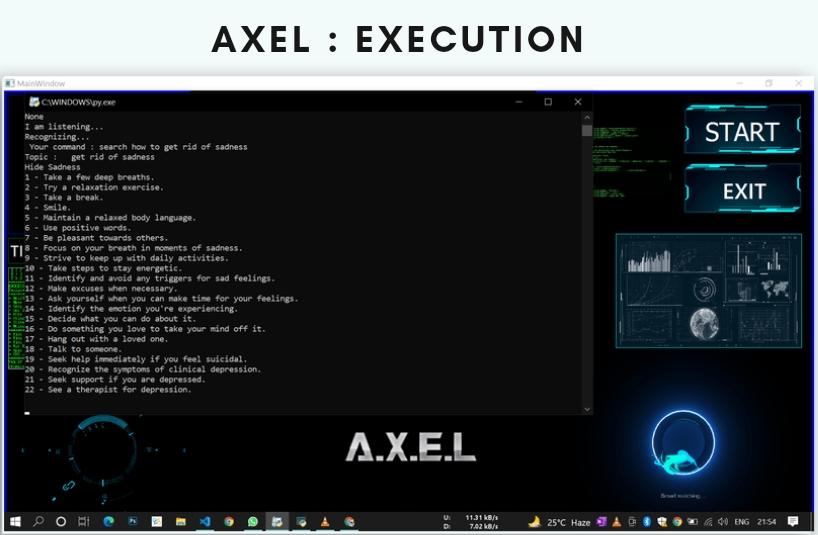 AXEL : EXECUTION
MainWindow
C:\WINDOWS\py.exe
None
I am listening...
Recognizing...
Your command : search how to get rid of sadness
Topic :   get rid of sadness
Hide Sadness
1 - Take a few deep breaths.
2 - Try a relaxation exercise.
3 - Take a break.
4 - Smile.
5 - Maintain a relaxed body language.
6 - Use positive words.
7 - Be pleasant towards others.
8 - Focus on your breath in moments of sadness.
9 - Strive to keep up with daily activities.
10 - Take steps to stay energetic.
11 - Identify and avoid any triggers for sad feelings.
12 - Make excuses when necessary.
13 - Ask yourself when you can make time for your feelings.
14 - Identify the emotion you're experiencing.
15 - Decide what you can do about it.
16 - Do something you love to take your mind off it.
17 - Hang out with a loved one.
18 - Talk to someone.
19 - Seek help immediately if you feel suicidal.
20 - Recognize the symptoms of clinical depression.
21 - Seek support if you are depressed.
22 - See a therapist for depression.
START
EXIT
TI
A.X.E.L
U: 11.31 kB/s
D: 7.02 kB/s
25°C Haze
ENG
21:54